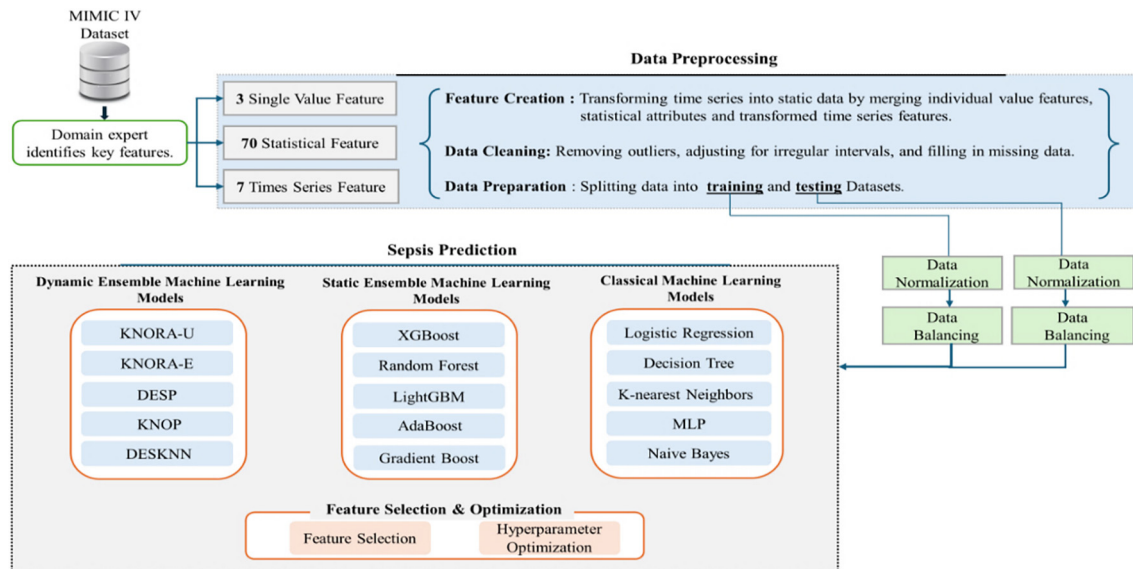 MIMIC IV
Dataset
Domain expert
identifies key features.
Data Preprocessing
3 Single Value Feature
70 Statistical Feature
7 Times Series Feature
Feature Creation : Transforming time series into static data by merging individual value features,
statistical attributes and transformed time series features.
Data Cleaning: Removing outliers, adjusting for irregular intervals, and filling in missing data.
Data Preparation : Splitting data into training and testing Datasets.
Data
Normalization
Data
Balancing
Data
Normalization
Data
Balancing
Sepsis Prediction
Dynamic Ensemble Machine Learning
Models
KNORA-U
KNORA-E
DESP
KNOP
DESKNN
Static Ensemble Machine Learning
Models
XGBoost
Random Forest
LightGBM
AdaBoost
Gradient Boost
Classical Machine Learning
Models
Logistic Regression
Decision Tree
K-nearest Neighbors
MLP
Naive Bayes
Feature Selection & Optimization
Feature Selection
Hyperparameter
Optimization